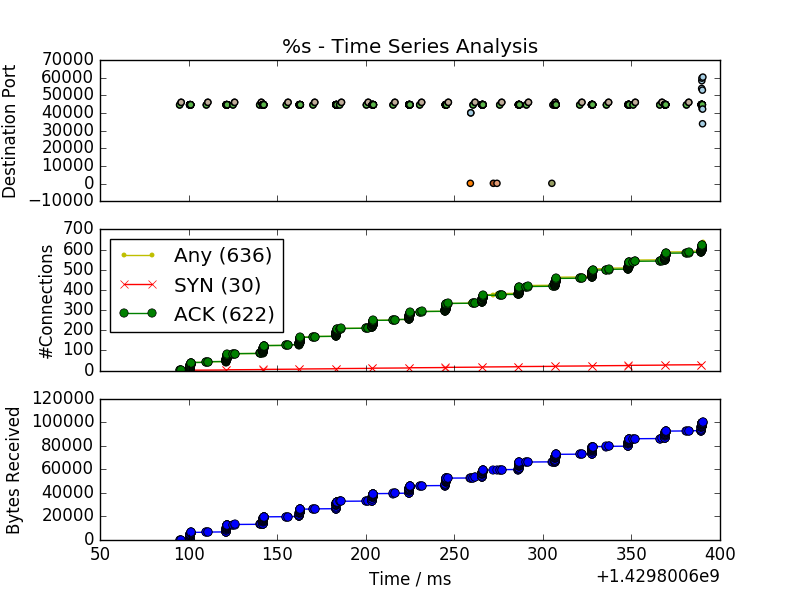 %s - Time Series Analysis
Destination Port
70000
60000
50000
40000
30000
20000
10000
0
−10000
#Connections
700
600
500
400
300
200
100
0
Any (636)
SYN (30)
ACK (622)
Bytes Received
120000
100000
80000
60000
40000
20000
0
50 100 150 200 250 300 350 400
Time / ms
+1.4298006e9